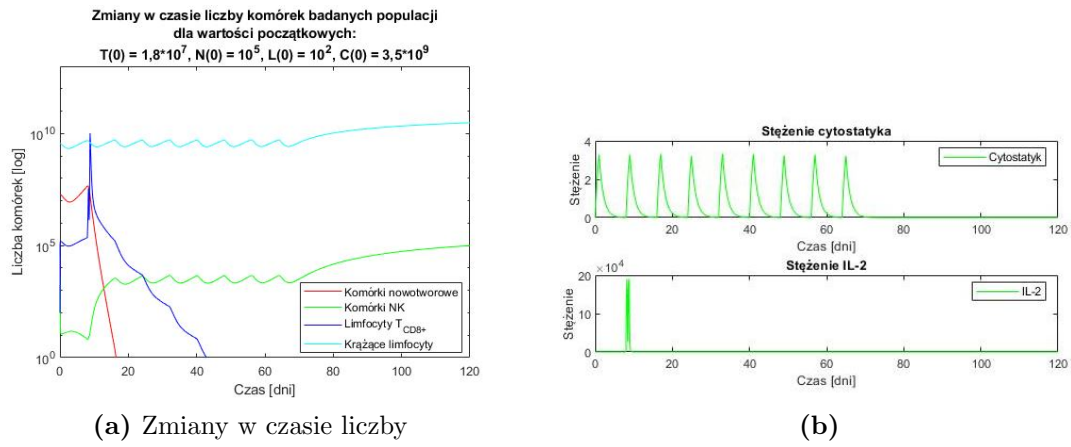 Zmiany w czasie liczby komórek badanych populacji
dla wartości początkowych:
T(0) = 1,8*10^7, N(0) = 10^5, L(0) = 10^2, C(0) = 3,5*10^9
Liczba komórek [log]
10^10
10^5
10^0
0 20 40 60 80 100 120
Czas [dni]
Komórki nowotworowe
Komórki NK
Limfocyty T_CD8+
Krążące limfocyty
(a) Zmiany w czasie liczby
Stężenie cytostatyka
Stężenie
4
2
0
0 20 40 60 80 100 120
Czas [dni]
Cytostatyk
Stężenie IL-2
×10^4
Stężenie
20
10
0
0 20 40 60 80 100 120
Czas [dni]
IL-2
(b)